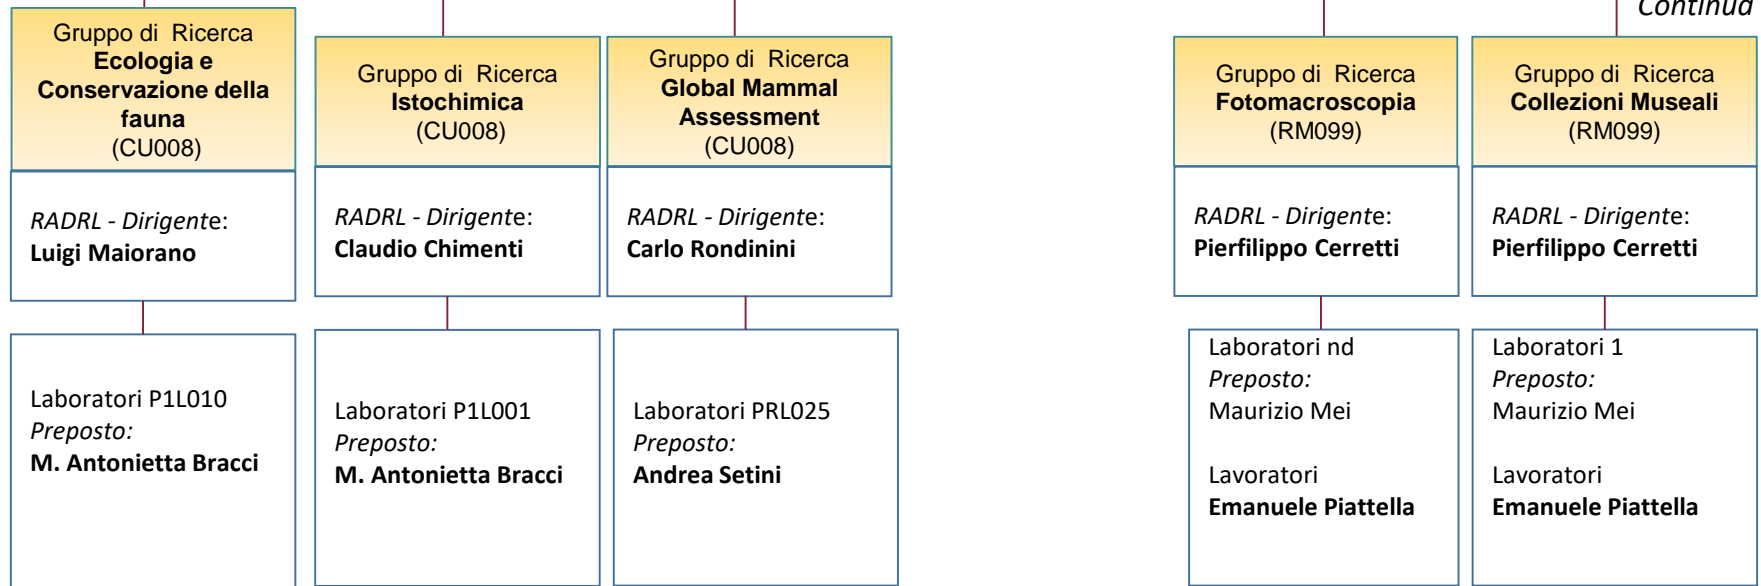 Continua
Gruppo di Ricerca
Ecologia e
Conservazione della
fauna
(CU008)
RADRL - Dirigente:
Luigi Maiorano
Laboratori P1L010
Preposto:
M. Antonietta Bracci
Gruppo di Ricerca
Istochimica
(CU008)
RADRL - Dirigente:
Claudio Chimenti
Laboratori P1L001
Preposto:
M. Antonietta Bracci
Gruppo di Ricerca
Global Mammal
Assessment
(CU008)
RADRL - Dirigente:
Carlo Rondinini
Laboratori PRL025
Preposto:
Andrea Setini
Gruppo di Ricerca
Fotomacroscopia
(RM099)
RADRL - Dirigente:
Pierfilippo Cerretti
Laboratori nd
Preposto:
Maurizio Mei
Lavoratori
Emanuele Piattella
Gruppo di Ricerca
Collezioni Museali
(RM099)
RADRL - Dirigente:
Pierfilippo Cerretti
Laboratori 1
Preposto:
Maurizio Mei
Lavoratori
Emanuele Piattella